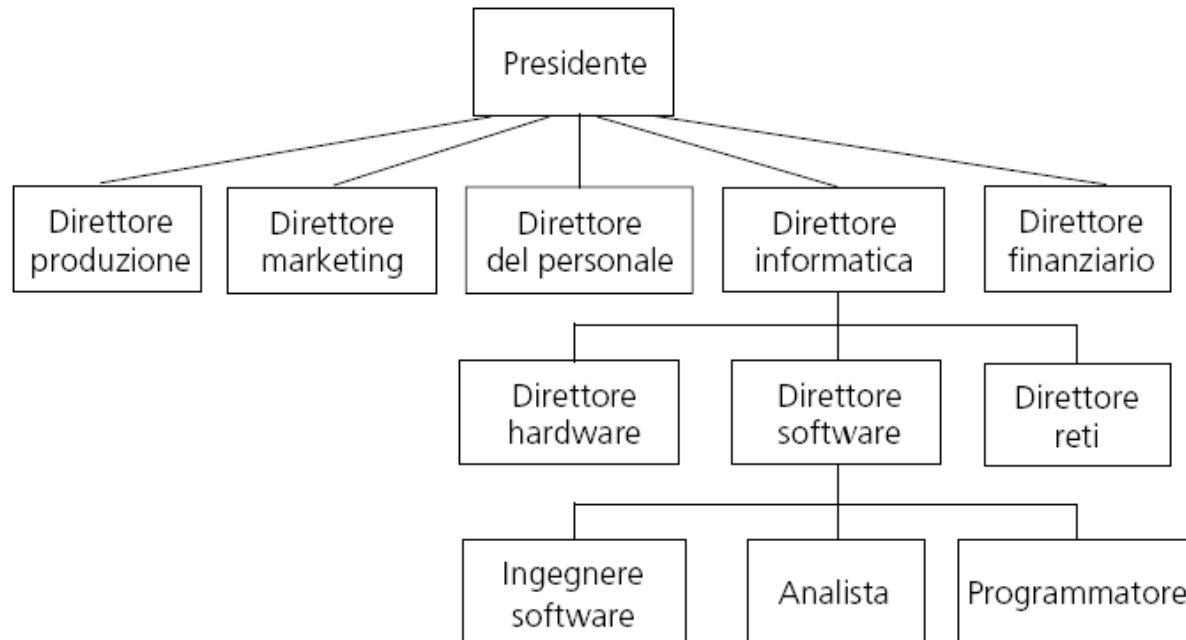 Presidente
Direttore
produzione
Direttore
marketing
Direttore
del personale
Direttore
informatica
Direttore
finanziario
Direttore
hardware
Direttore
software
Direttore
reti
Ingegnere
software
Analista
Programmatore